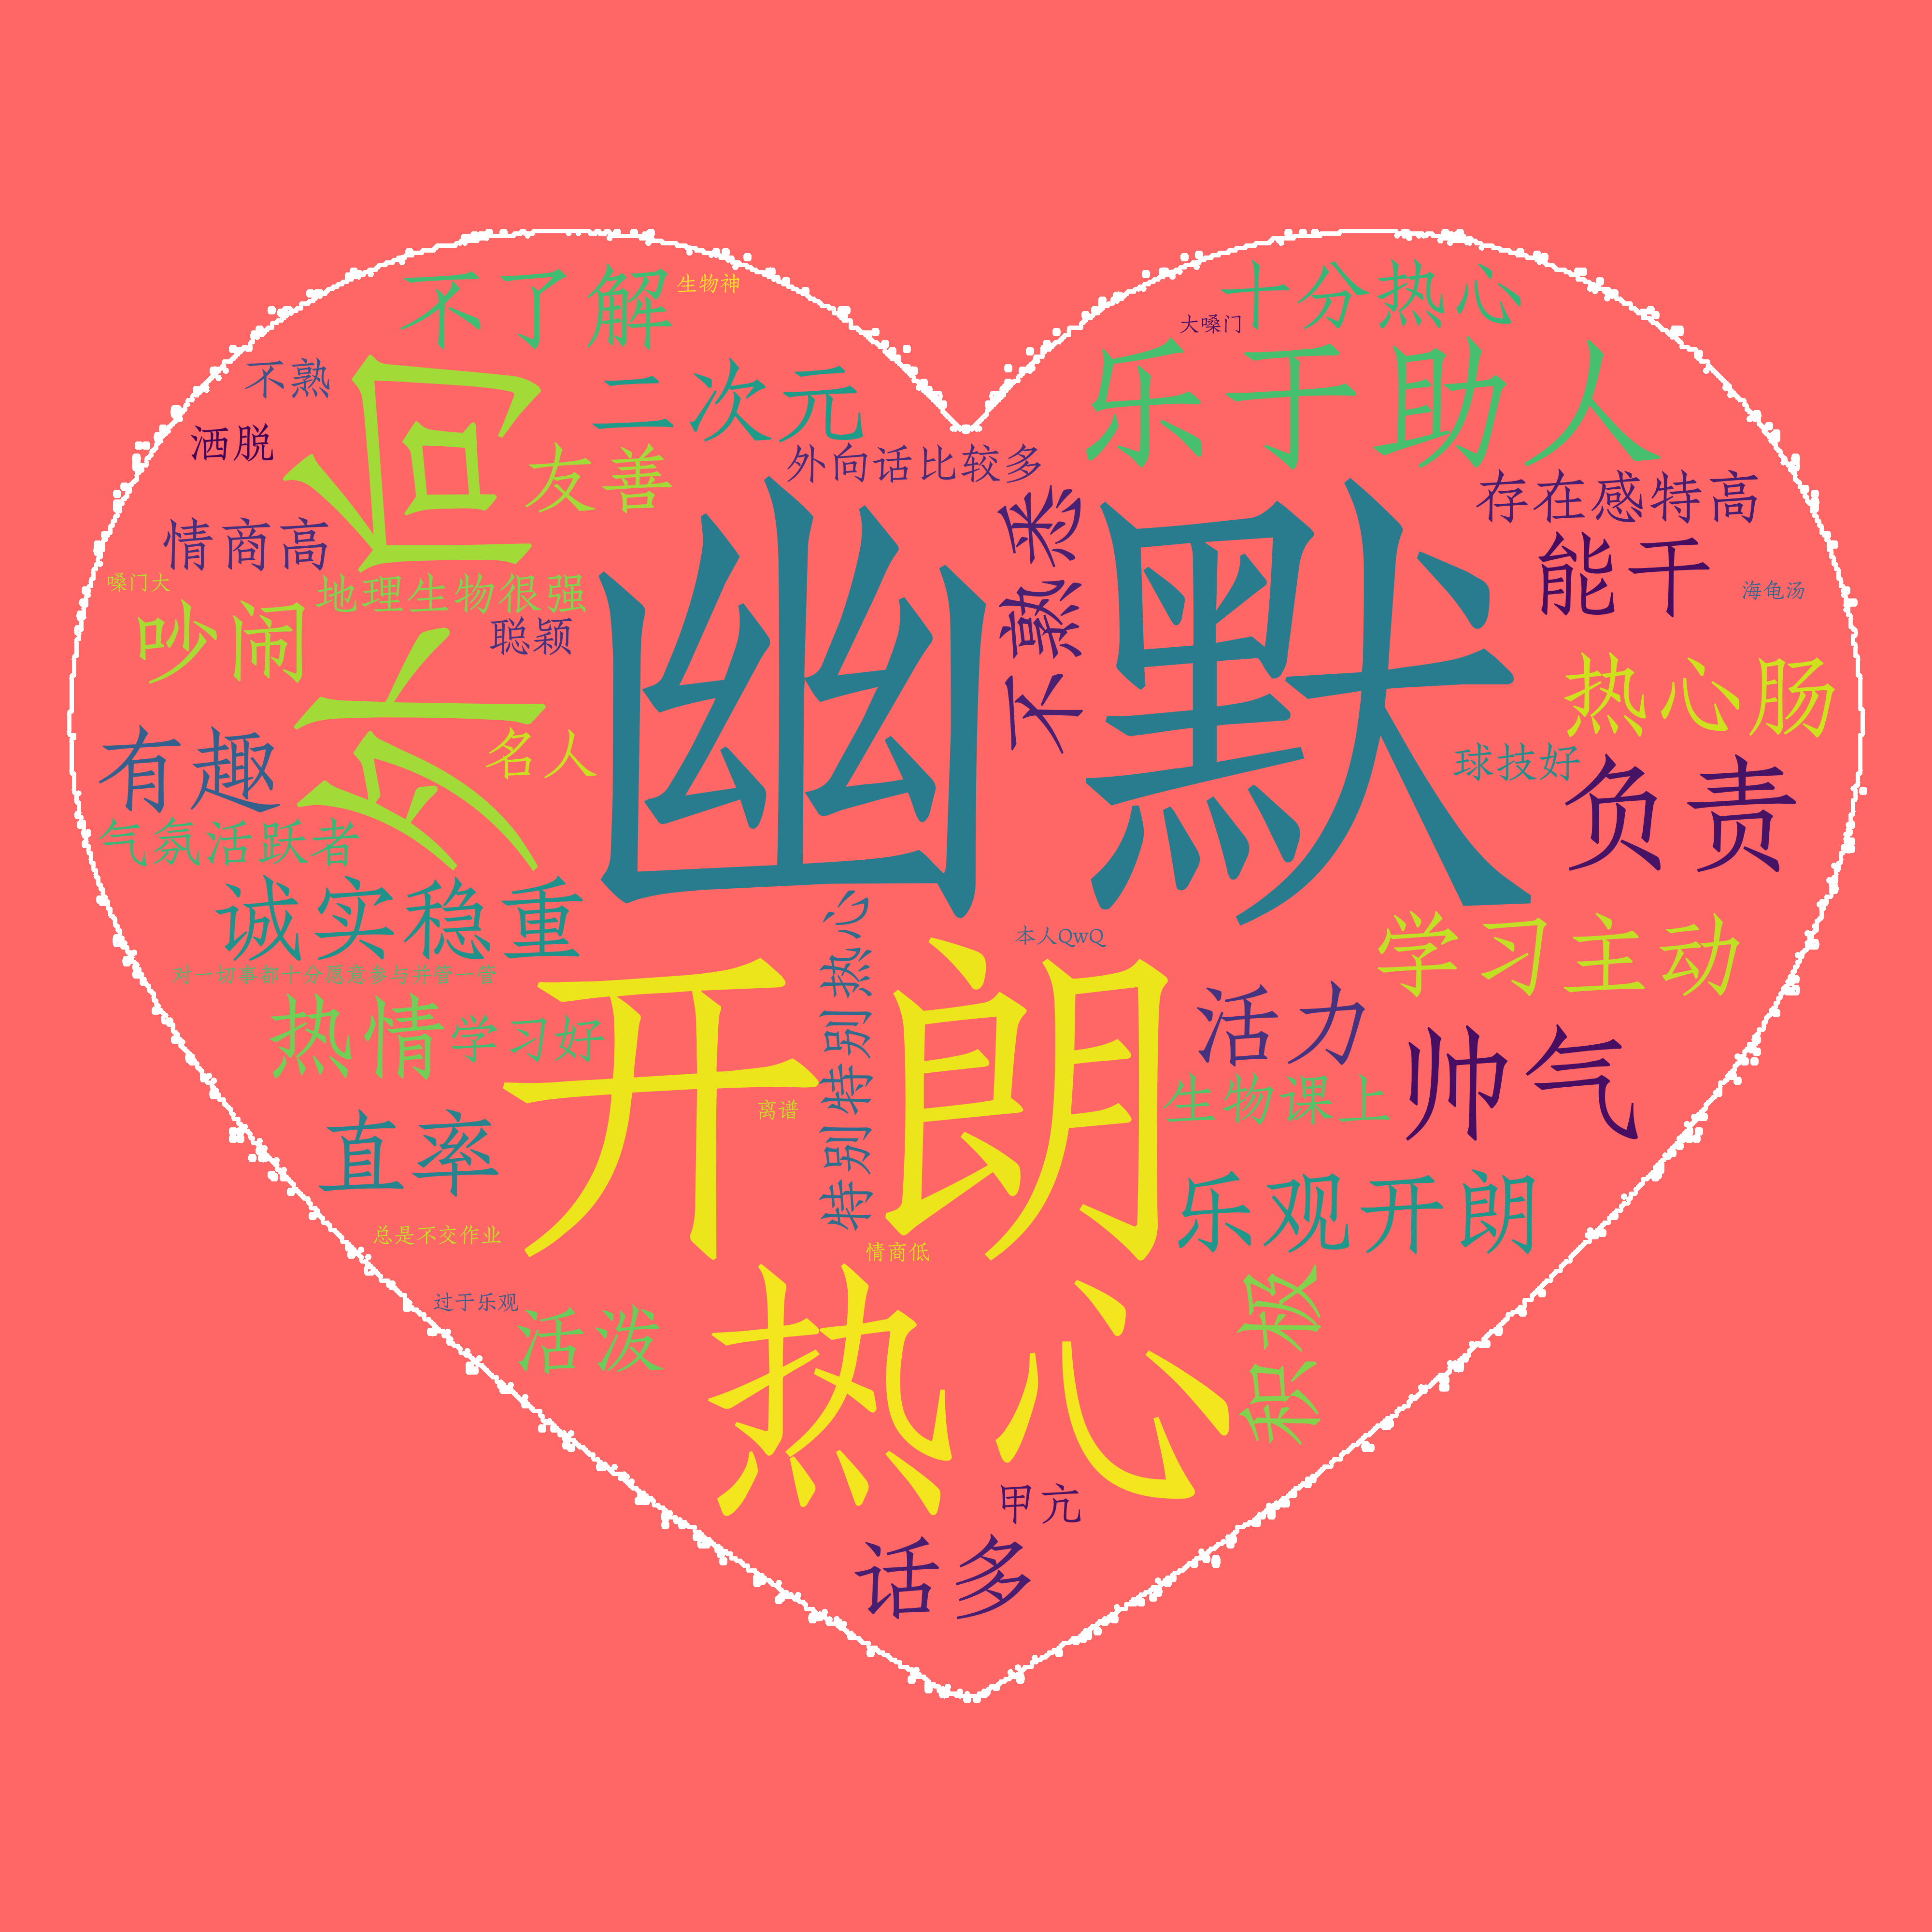 不了解
生物神
十分热心
大嗓门
乐于助人
不熟
二次元
洒脱
外向
友善
外向话比较多
存在感特高
情商高
不熟悉
幽默
能干
嗓门大
地理生物很强
海龟汤
吵闹
聪颖
热心肠
有趣
名人
球技好
负责
气氛活跃者
诚实稳重
本人QwQ
学习主动
对一切事都十分愿意参与并管一管
开朗
特别特别热心
热情
学习好
活力
帅气
离谱
生物课上
直率
乐观开朗
总是不交作业
情商低
过于乐观
活泼
热心
积极
甲亢
话多